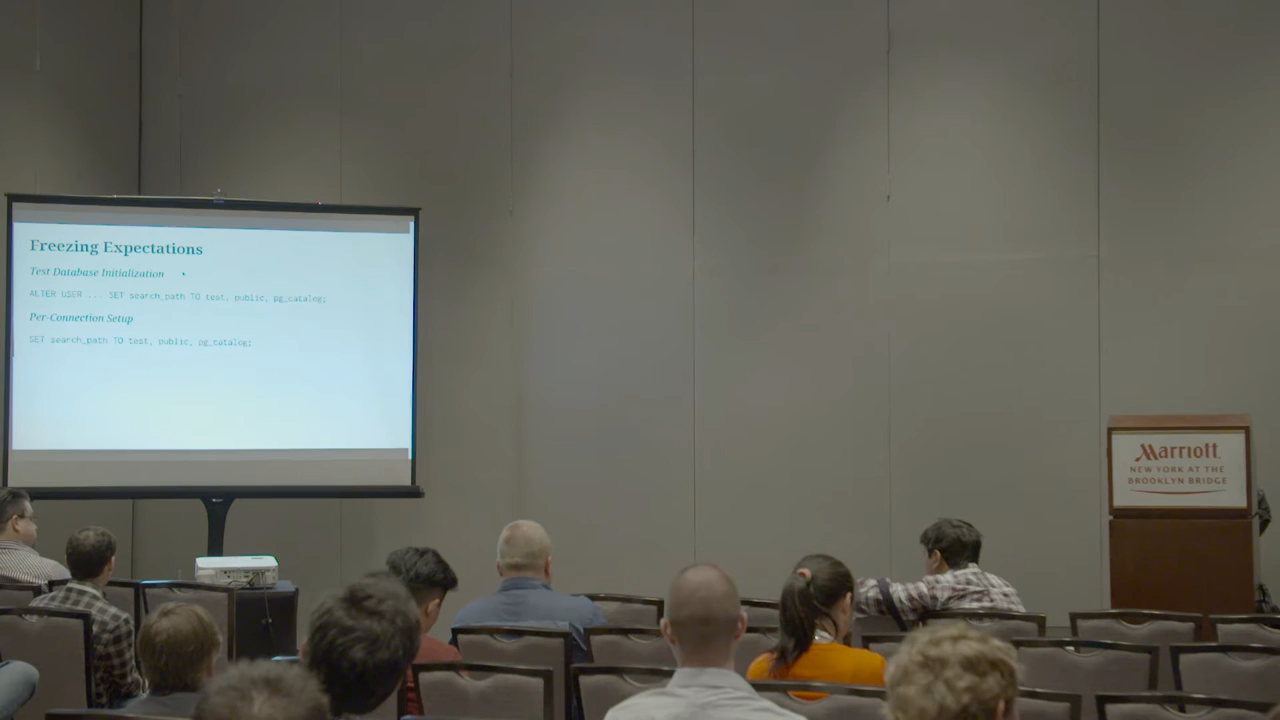 Freezing Expectations
Test Database Initialization
ALTER USER ... SET search_path TO test, public, pg_catalog;
Per-Connection Setup
SET search_path TO test, public, pg_catalog;
Marriott
NEW YORK AT THE
BROOKLYN BRIDGE